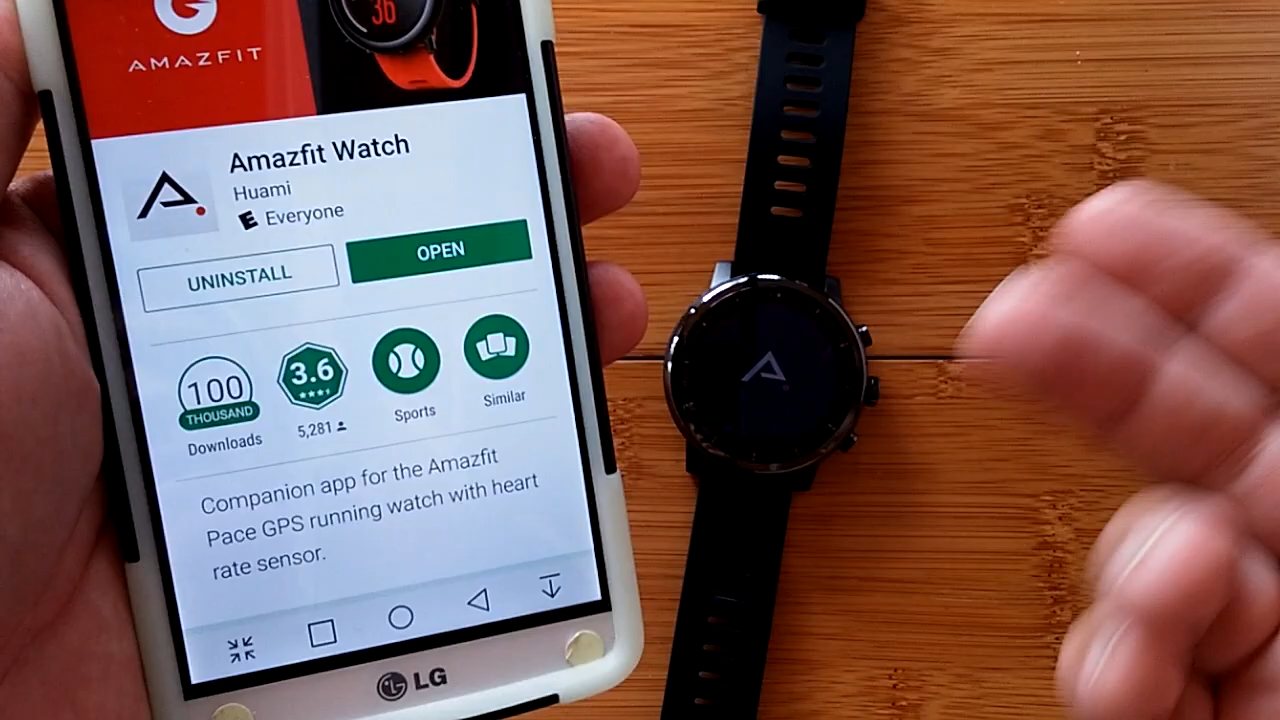 36
AMAZFIT
Amazfit Watch
Huami
E Everyone
UNINSTALL
OPEN
100
THOUSAND
Downloads
3.6
5,281
Sports
Similar
Companion app for the Amazfit
Pace GPS running watch with heart
rate sensor.
LG